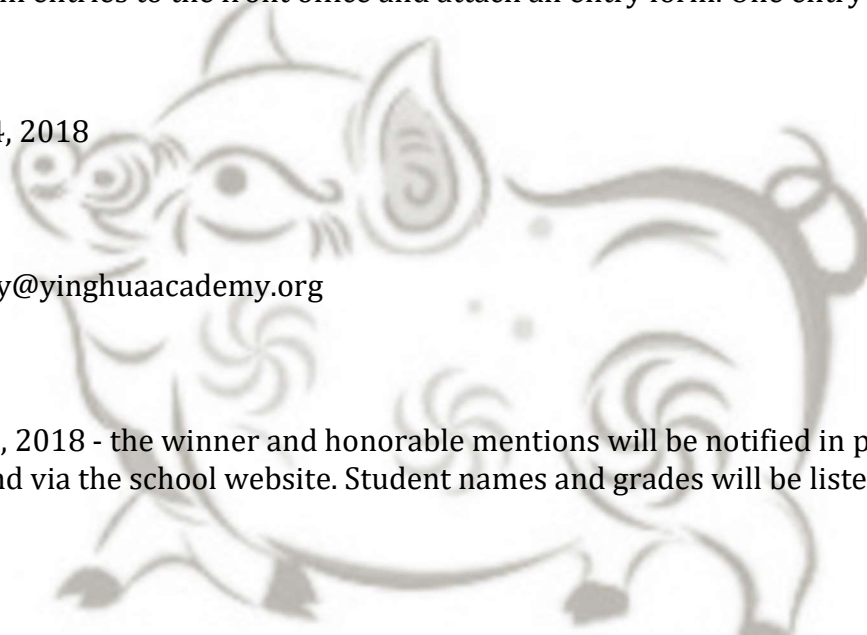 entries to the front office and attach an entry form. One entry
, 2018
y@yinghuaacademy.org
, 2018 - the winner and honorable mentions will be notified in p
nd via the school website. Student names and grades will be liste